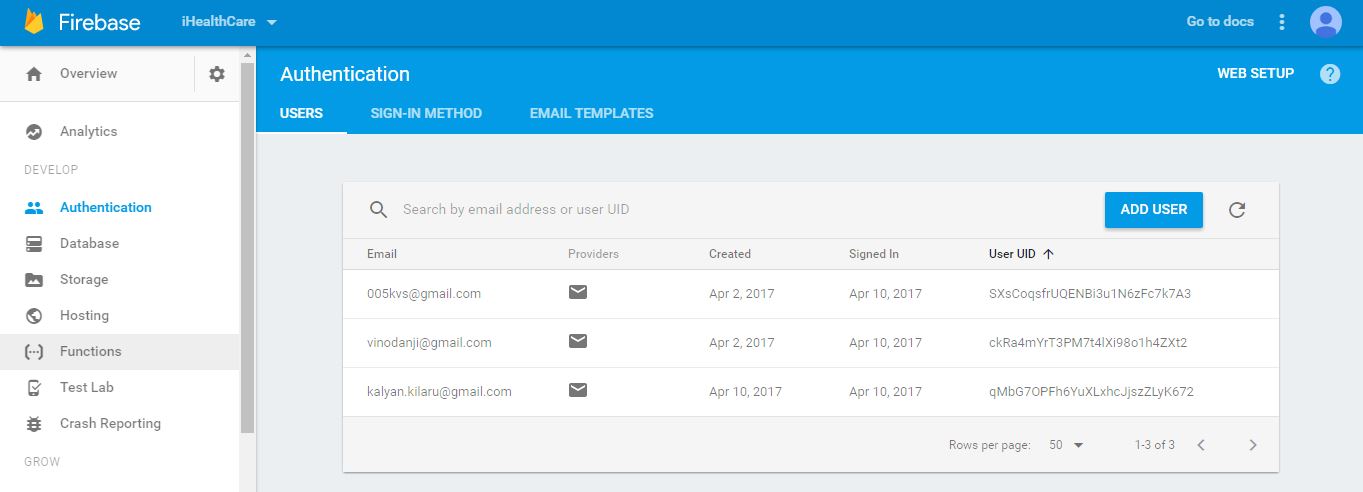 Firebase iHealthCare Go to docs
Overview
Authentication WEB SETUP ?
USERS SIGN-IN METHOD EMAIL TEMPLATES
Analytics
DEVELOP
Authentication
Database
Storage
Hosting
Functions
Test Lab
Crash Reporting
GROW
Search by email address or user UID ADD USER
Email Providers Created Signed In User UID
005kvs@gmail.com Apr 2, 2017 Apr 10, 2017 SXsCoqsfrUQENBi3u1N6zFc7k7A3
vinodanji@gmail.com Apr 2, 2017 Apr 10, 2017 ckRa4mYrT3PM7t4lXi98o1h4ZXt2
kalyan.kilaru@gmail.com Apr 10, 2017 Apr 10, 2017 qMbG7OPFh6YuXLxhcJjszZLyK672
Rows per page: 50 1-3 of 3